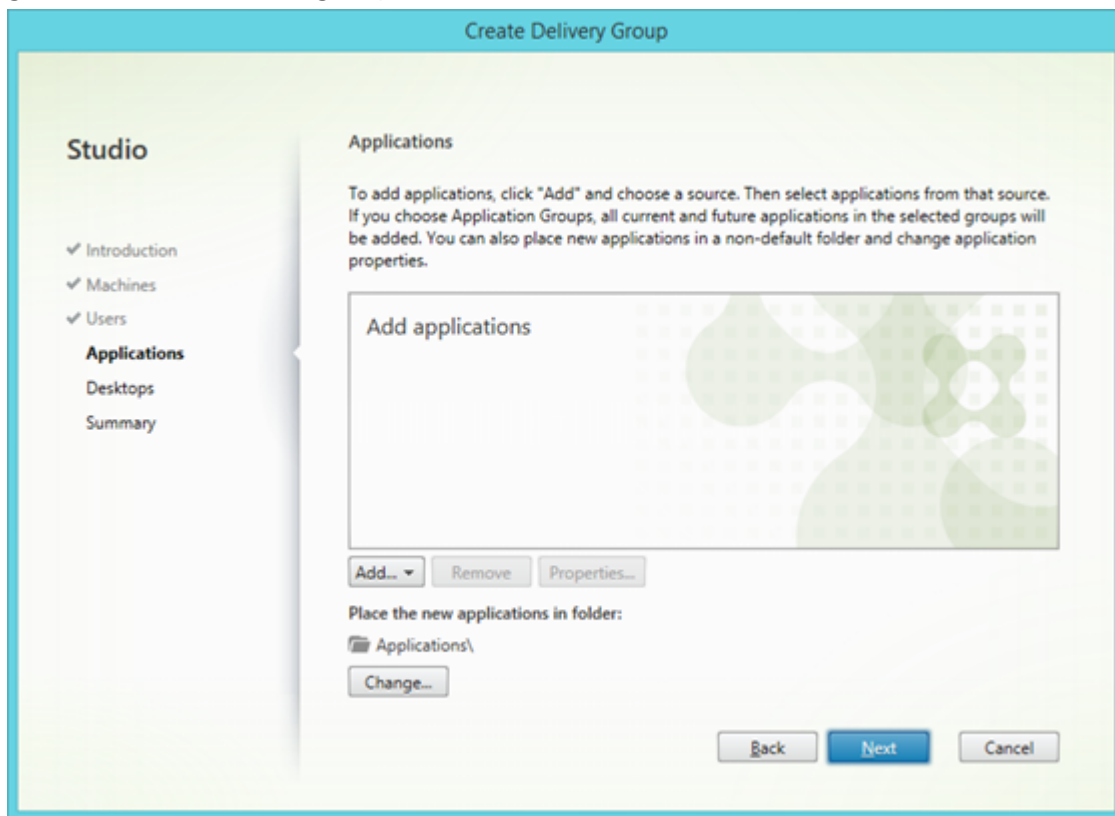 Create Delivery Group
Studio
Introduction
Machines
Users
Applications
Desktops
Summary
Applications
To add applications, click "Add" and choose a source. Then select applications from that source.
If you choose Application Groups, all current and future applications in the selected groups will
be added. You can also place new applications in a non-default folder and change application
properties.
Add applications
Add... Remove Properties...
Place the new applications in folder:
Applications\
Change...
Back Next Cancel